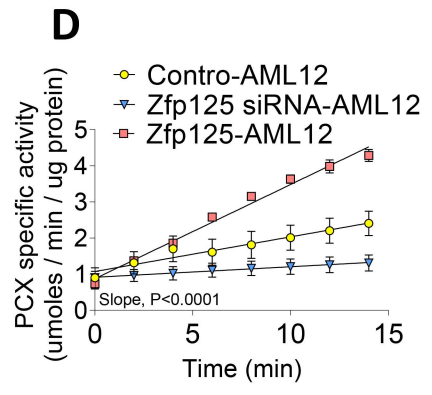 D
Contro-AML12
Zfp125 siRNA-AML12
Zfp125-AML12
PCX specific activity
(umoles / min / ug protein)
5
4
3
2
1
0
Slope, P<0.0001
0 5 10 15
Time (min)